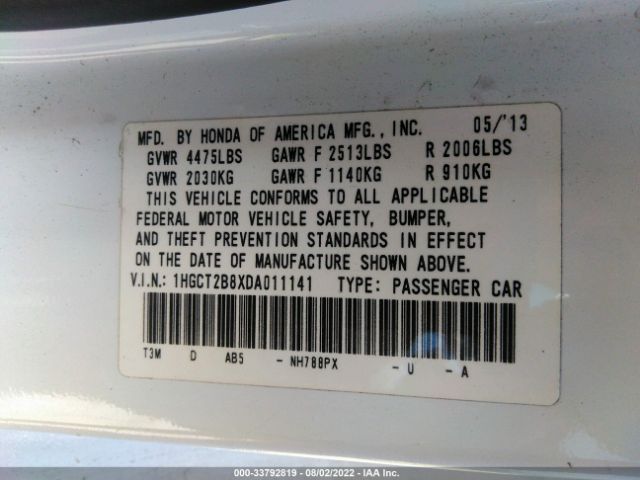 MFD. BY HONDA OF AMERICA MFG., INC. 05/'13
GVWR 4475LBS GAWR F 2513LBS R 2006LBS
GVWR 2030KG GAWR F 1140KG R 910KG
THIS VEHICLE CONFORMS TO ALL APPLICABLE
FEDERAL MOTOR VEHICLE SAFETY, BUMPER,
AND THEFT PREVENTION STANDARDS IN EFFECT
ON THE DATE OF MANUFACTURE SHOWN ABOVE.
V.I.N.: 1HGCT2B8XDA011141 TYPE: PASSENGER CAR
T3M D AB5 - NH788PX - U - A
000-33792819 - 08/02/2022 - IAA Inc.